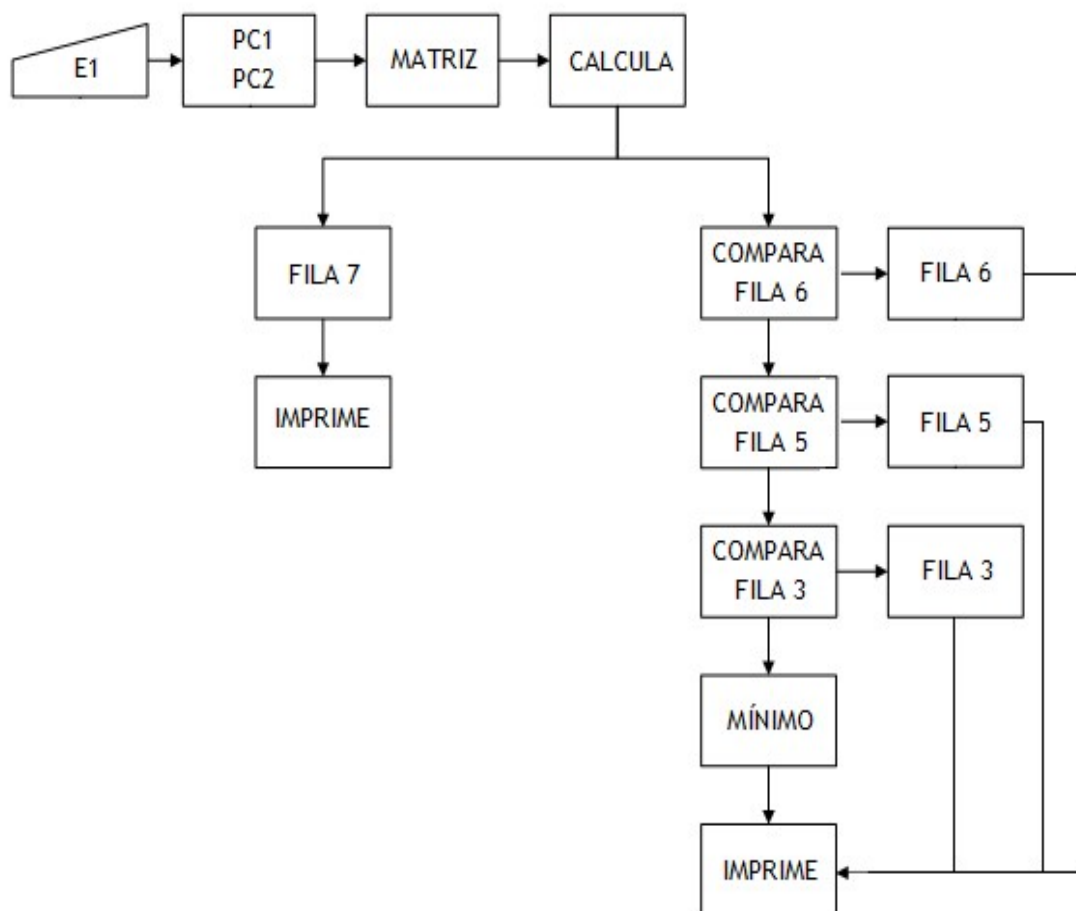 E1
PC1
PC2
MATRIZ
CALCULA
FILA 7
IMPRIME
COMPARA
FILA 6
FILA 6
COMPARA
FILA 5
FILA 5
COMPARA
FILA 3
FILA 3
MÍNIMO
IMPRIME